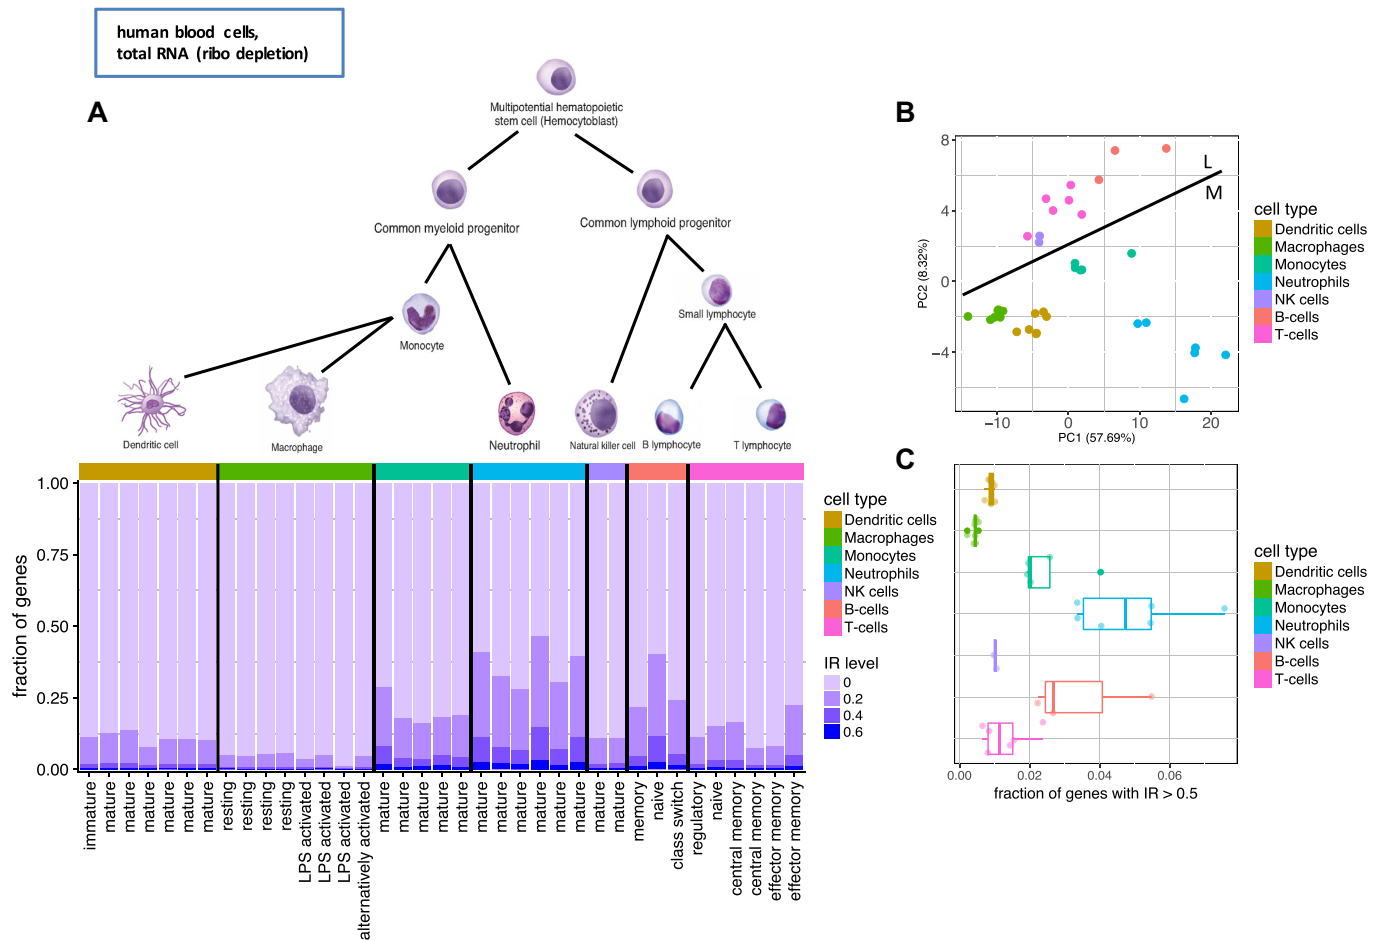 human blood cells,
total RNA (ribo depletion)
A
Multipotential hematopoietic
stem cell (Hemocytoblast)
Common myeloid progenitor
Common lymphoid progenitor
Small lymphocyte
Monocyte
Dendritic cell
Macrophage
Neutrophil
Natural killer cell
B lymphocyte
T lymphocyte
1.00
0.75
0.50
0.25
0.00
fraction of genes
immature
mature
mature
mature
mature
mature
mature
resting
resting
resting
resting
LPS activated
LPS activated
LPS activated
alternatively activated
mature
mature
mature
mature
mature
mature
mature
mature
mature
mature
mature
mature
mature
memory
naive
class switch
regulatory
naive
central memory
central memory
effector memory
effector memory
cell type
Dendritic cells
Macrophages
Monocytes
Neutrophils
NK cells
B-cells
T-cells
IR level
0
0.2
0.4
0.6
B
8
4
0
−4
PC2 (8.32%)
L
M
−10
0
10
20
PC1 (57.69%)
cell type
Dendritic cells
Macrophages
Monocytes
Neutrophils
NK cells
B-cells
T-cells
C
0.00
0.02
0.04
0.06
fraction of genes with IR > 0.5
cell type
Dendritic cells
Macrophages
Monocytes
Neutrophils
NK cells
B-cells
T-cells